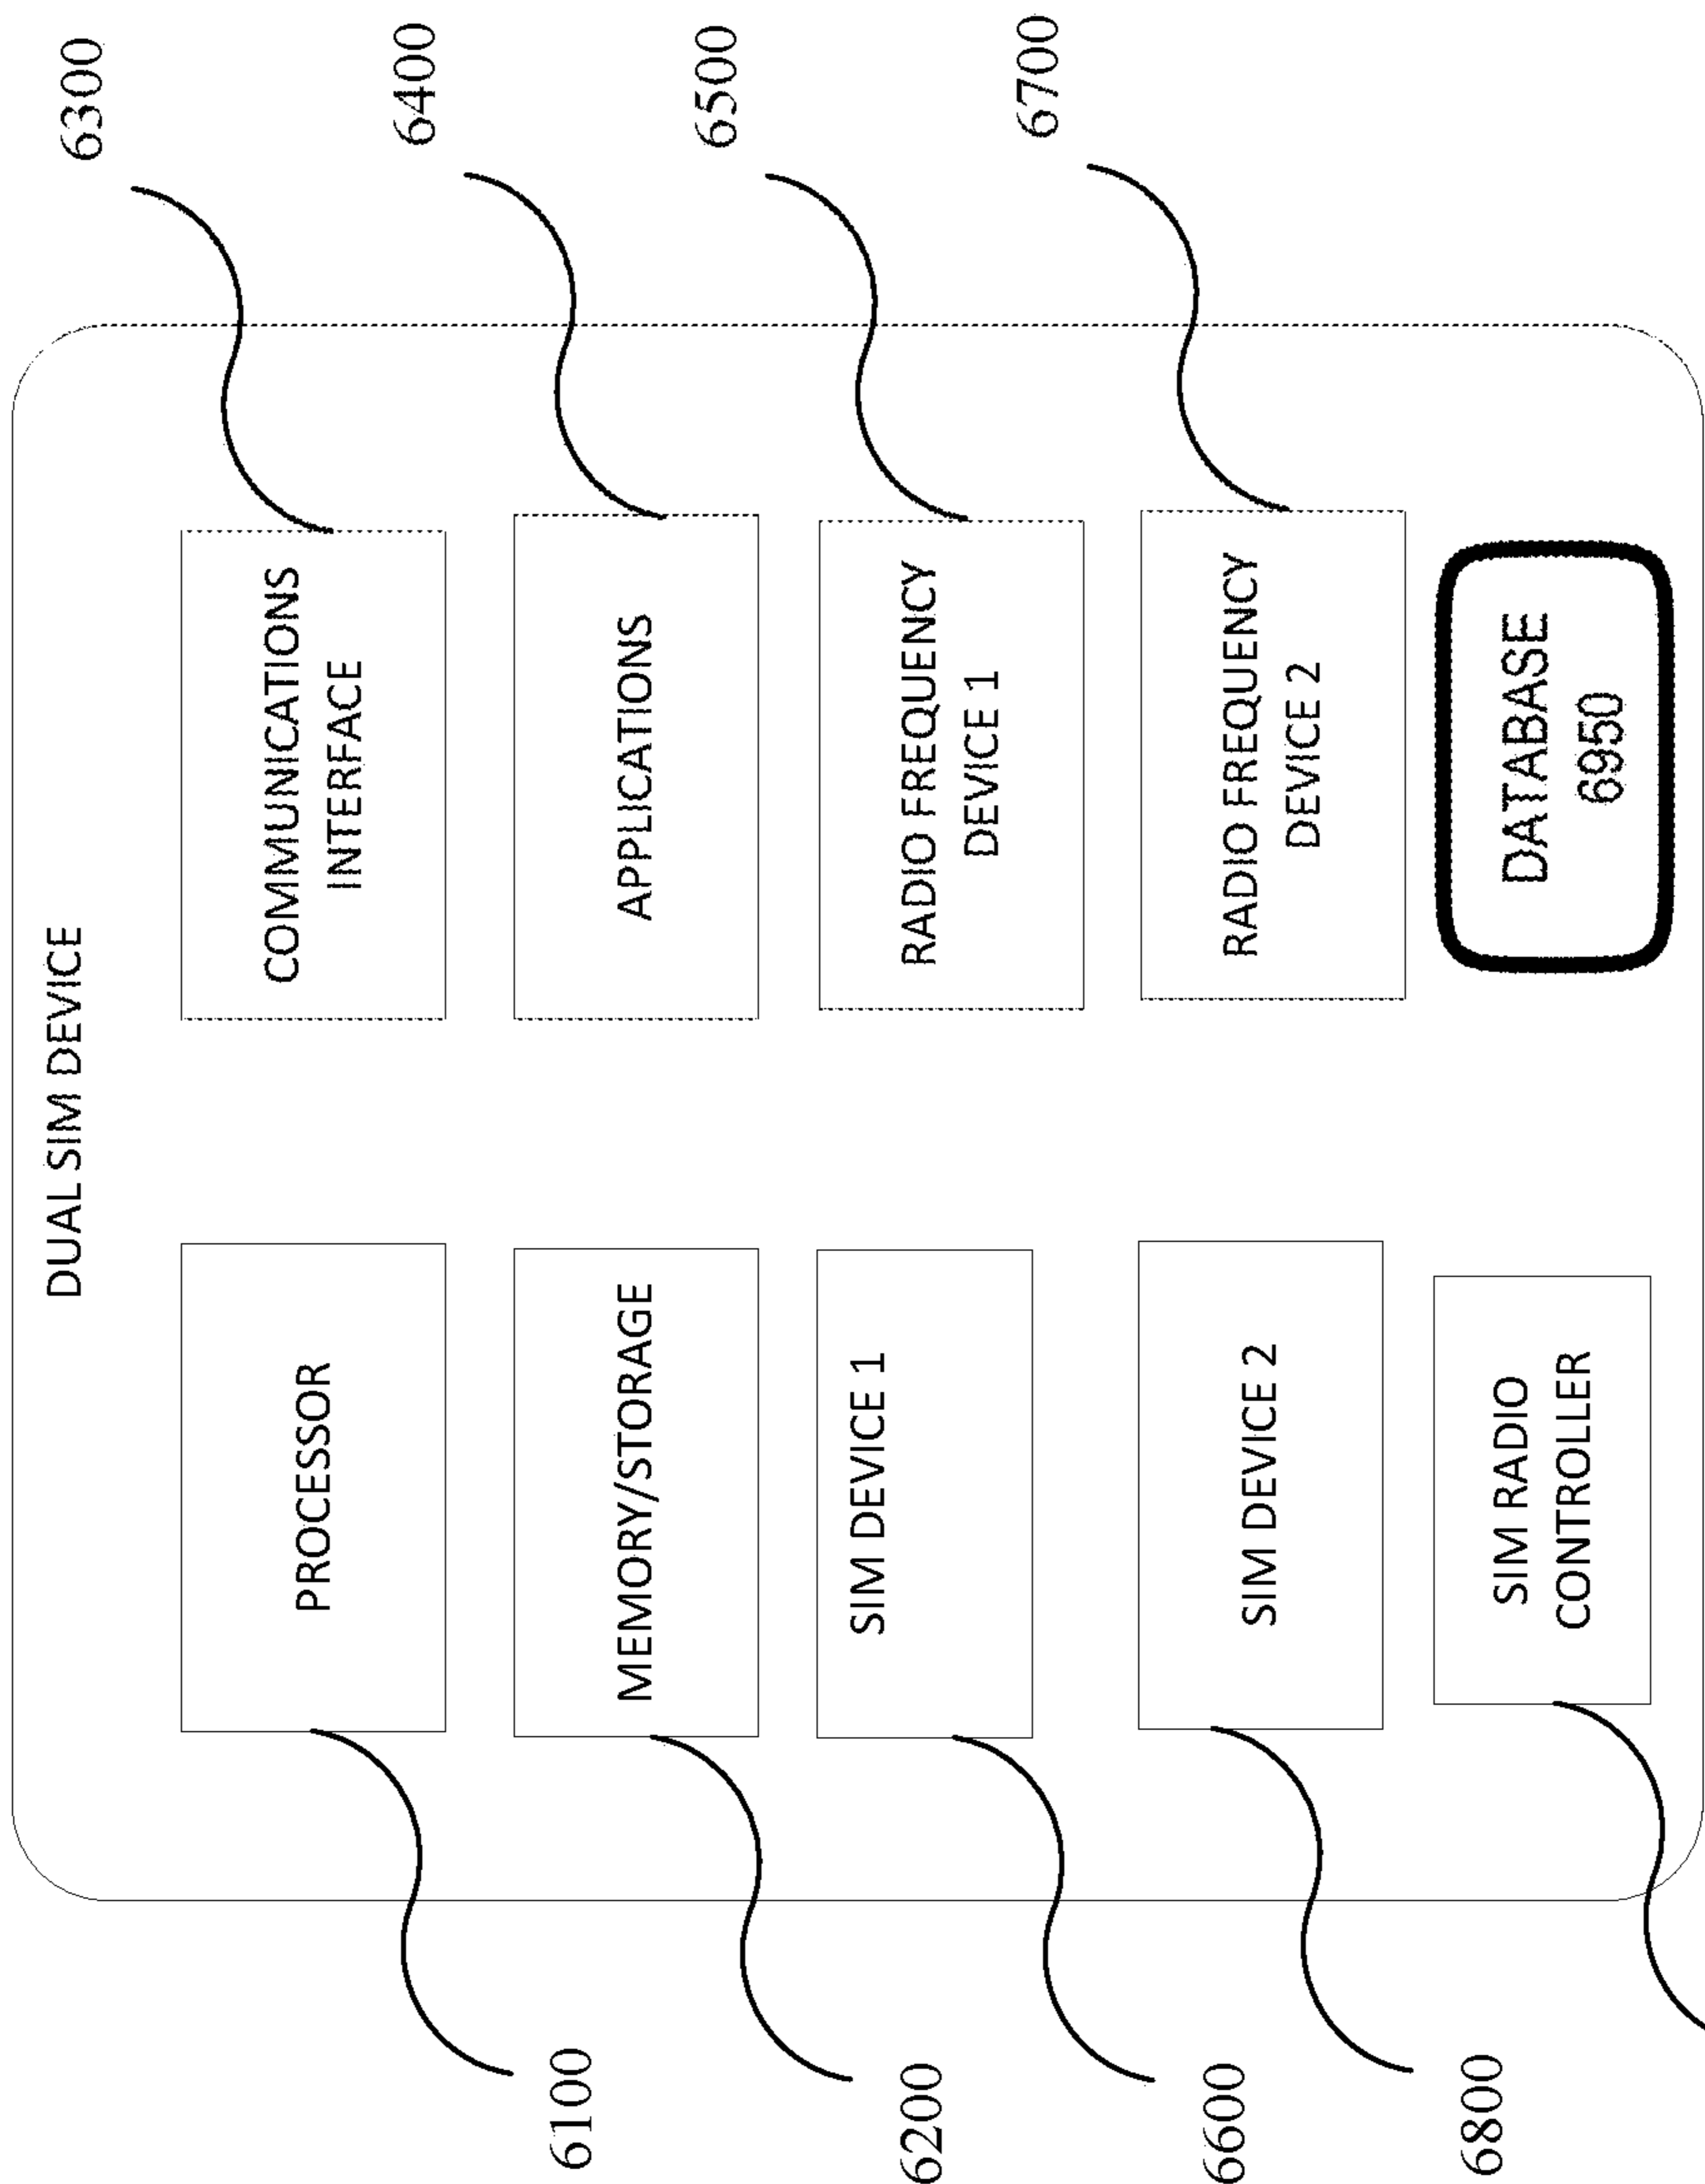 DUAL SIM DEVICE
6100
PROCESSOR
COMMUNICATIONS
INTERFACE
6300
6200
MEMORY/STORAGE
APPLICATIONS
6400
6600
SIM DEVICE 1
RADIO FREQUENCY
DEVICE 1
6500
6800
SIM DEVICE 2
RADIO FREQUENCY
DEVICE 2
6700
SIM RADIO
CONTROLLER
DATABASE
6950